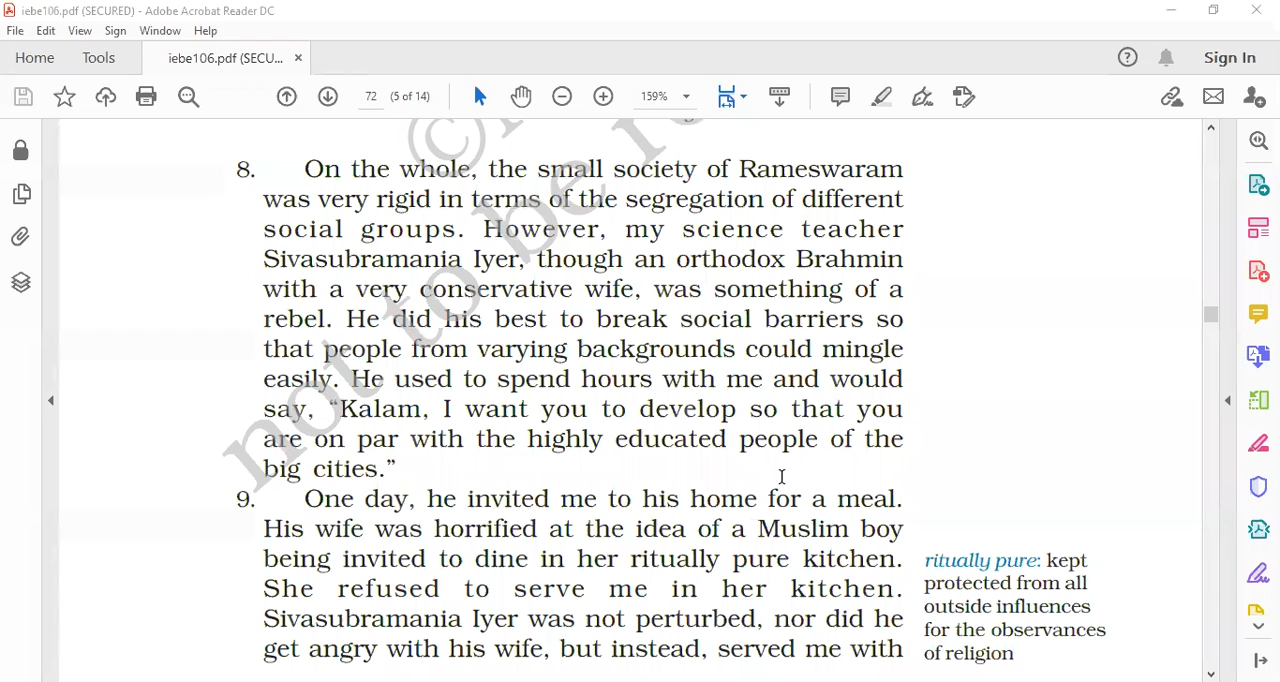 iebe106.pdf (SECURED) - Adobe Acrobat Reader DC
File Edit View Sign Window Help
Home Tools iebe106.pdf (SECU... × Sign In
72 (5 of 14) 159%
8. On the whole, the small society of Rameswaram
was very rigid in terms of the segregation of different
social groups. However, my science teacher
Sivasubramania Iyer, though an orthodox Brahmin
with a very conservative wife, was something of a
rebel. He did his best to break social barriers so
that people from varying backgrounds could mingle
easily. He used to spend hours with me and would
say, “Kalam, I want you to develop so that you
are on par with the highly educated people of the
big cities.”
9. One day, he invited me to his home for a meal.
His wife was horrified at the idea of a Muslim boy
being invited to dine in her ritually pure kitchen.
She refused to serve me in her kitchen.
Sivasubramania Iyer was not perturbed, nor did he
get angry with his wife, but instead, served me with
ritually pure: kept
protected from all
outside influences
for the observances
of religion
not to be re